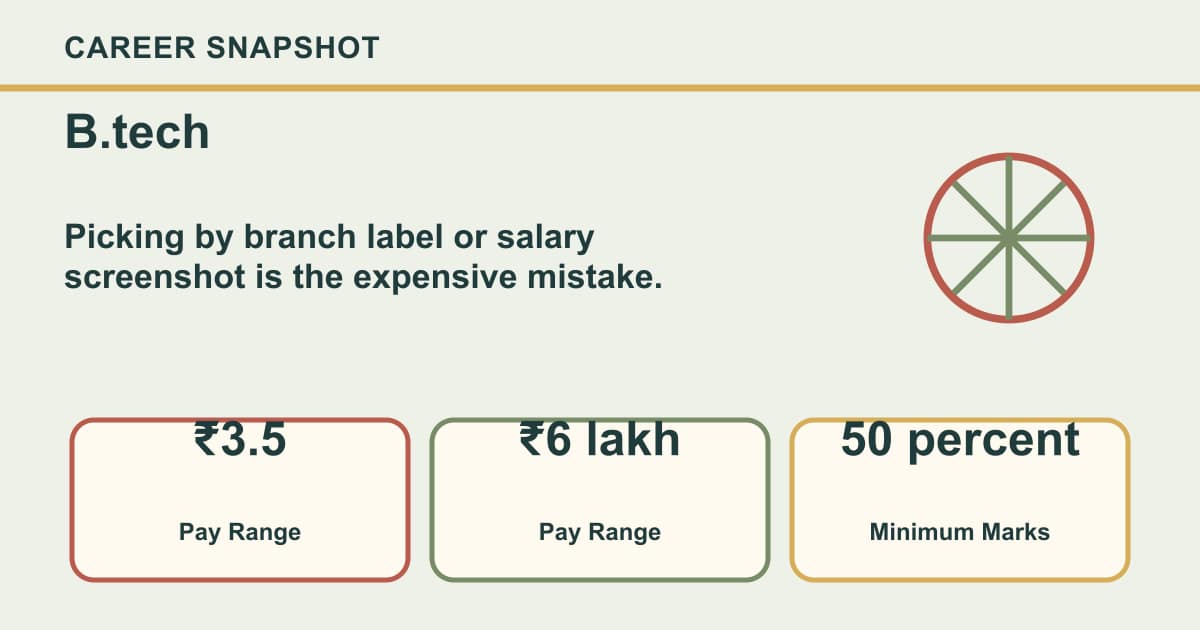 CAREER SNAPSHOT
B.tech
Picking by branch label or salary
screenshot is the expensive mistake.
₹3.5
Pay Range
₹6 lakh
Pay Range
50 percent
Minimum Marks